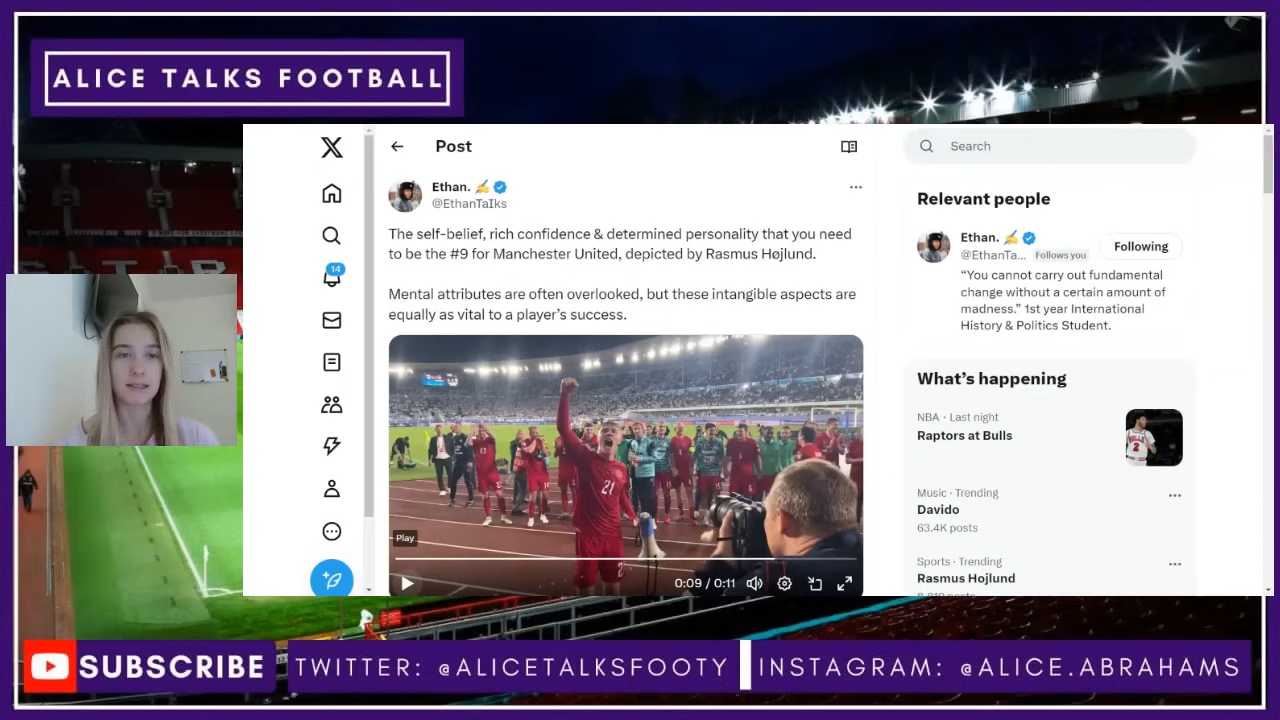 ALICE TALKS FOOTBALL
Post
Search
Ethan. ✍️
@EthanTaIks
The self-belief, rich confidence & determined personality that you need
to be the #9 for Manchester United, depicted by Rasmus Højlund.
Mental attributes are often overlooked, but these intangible aspects are
equally as vital to a player’s success.
14
21
Play
0:09 / 0:11
Relevant people
Ethan. ✍️
@EthanTa... Follows you
Following
“You cannot carry out fundamental
change without a certain amount of
madness.” 1st year International
History & Politics Student.
What’s happening
NBA · Last night
Raptors at Bulls
Music · Trending
Davido
63.4K posts
Sports · Trending
Rasmus Hojlund
SUBSCRIBE
TWITTER: @ALICETALKSFOOTY
INSTAGRAM: @ALICE.ABRAHAMS